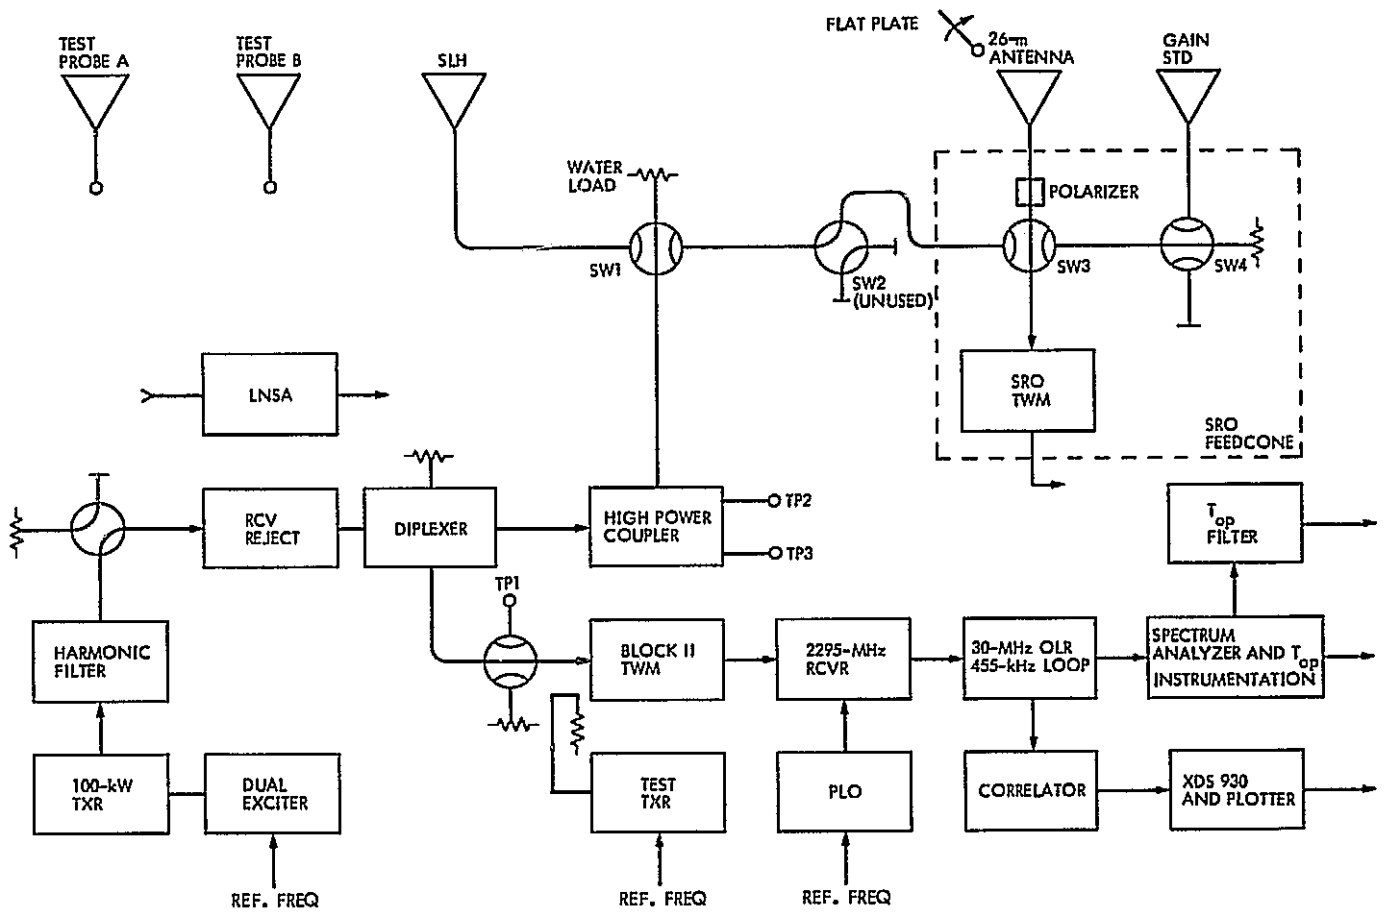 TEST
PROBE A
TEST
PROBE B
SLH
FLAT PLATE
26-m
ANTENNA
GAIN
STD
WATER
LOAD
POLARIZER
SW1
SW2
(UNUSED)
SW3
SW4
LNSA
SRO
TWM
SRO
FEEDCONE
RCV
REJECT
DIPLEXER
HIGH POWER
COUPLER
TP2
TP3
Top
FILTER
TP1
HARMONIC
FILTER
BLOCK II
TWM
2295-MHz
RCVR
30-MHz OLR
455-kHz LOOP
SPECTRUM
ANALYZER AND Top
INSTRUMENTATION
100-kW
TXR
DUAL
EXCITER
TEST
TXR
PLO
CORRELATOR
XDS 930
AND PLOTTER
REF. FREQ
REF. FREQ
REF. FREQ